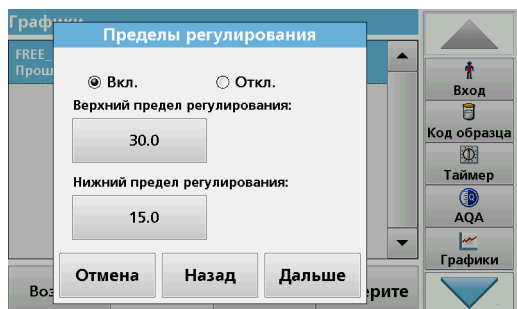 Графики
Пределы регулирования
FREE_
Прош
Вкл.
Откл.
Верхний предел регулирования:
30.0
Нижний предел регулирования:
15.0
Отмена
Назад
Дальше
Воз
ерите
Вход
Код образца
Таймер
AQA
Графики